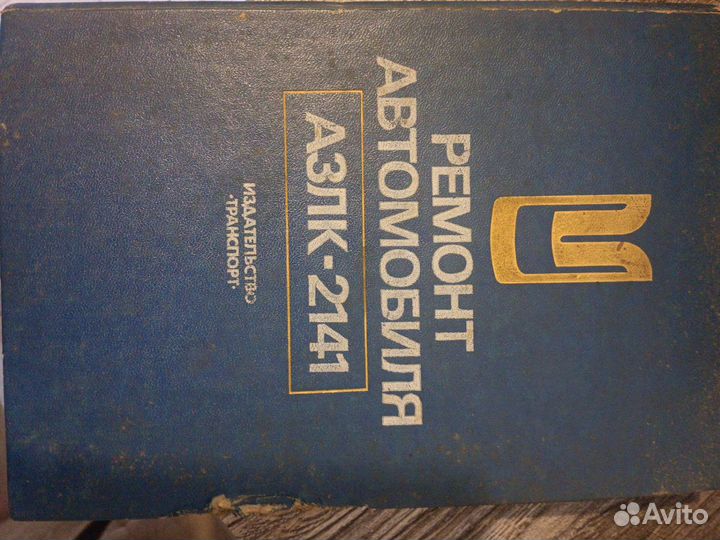 РЕМОНТ
АВТОМОБИЛЯ
АЗЛК-2141
ИЗДАТЕЛЬСТВО
·ТРАНСПОРТ·
Avito